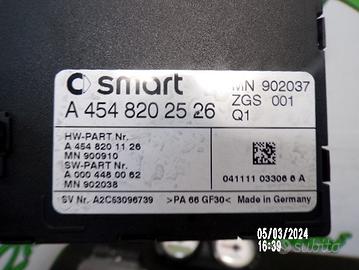 smart
MN 902037
A 454 820 25 26
ZGS 001
Q1
HW-PART Nr.
A 454 820 11 26
MN 900910
SW-PART Nr.
A 000 448 00 62
MN 902038
041111 03306 6 A
SV Nr. A2C53096739 >PA 66 GF30< Made in Germany
05/03/2024
16:39
subito